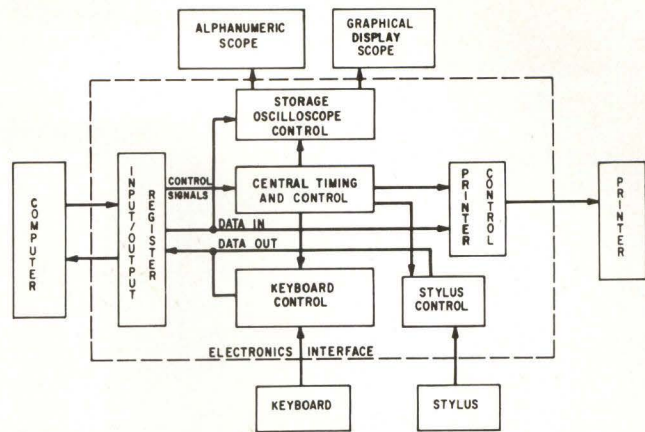 ALPHANUMERIC
SCOPE
GRAPHICAL
DISPLAY
SCOPE
STORAGE
OSCILLOSCOPE
CONTROL
COMPUTER
INPUT/OUTPUT
REGISTER
CONTROL
SIGNALS
CENTRAL TIMING
AND CONTROL
PRINTER
CONTROL
PRINTER
DATA IN
DATA OUT
KEYBOARD
CONTROL
STYLUS
CONTROL
ELECTRONICS INTERFACE
KEYBOARD
STYLUS